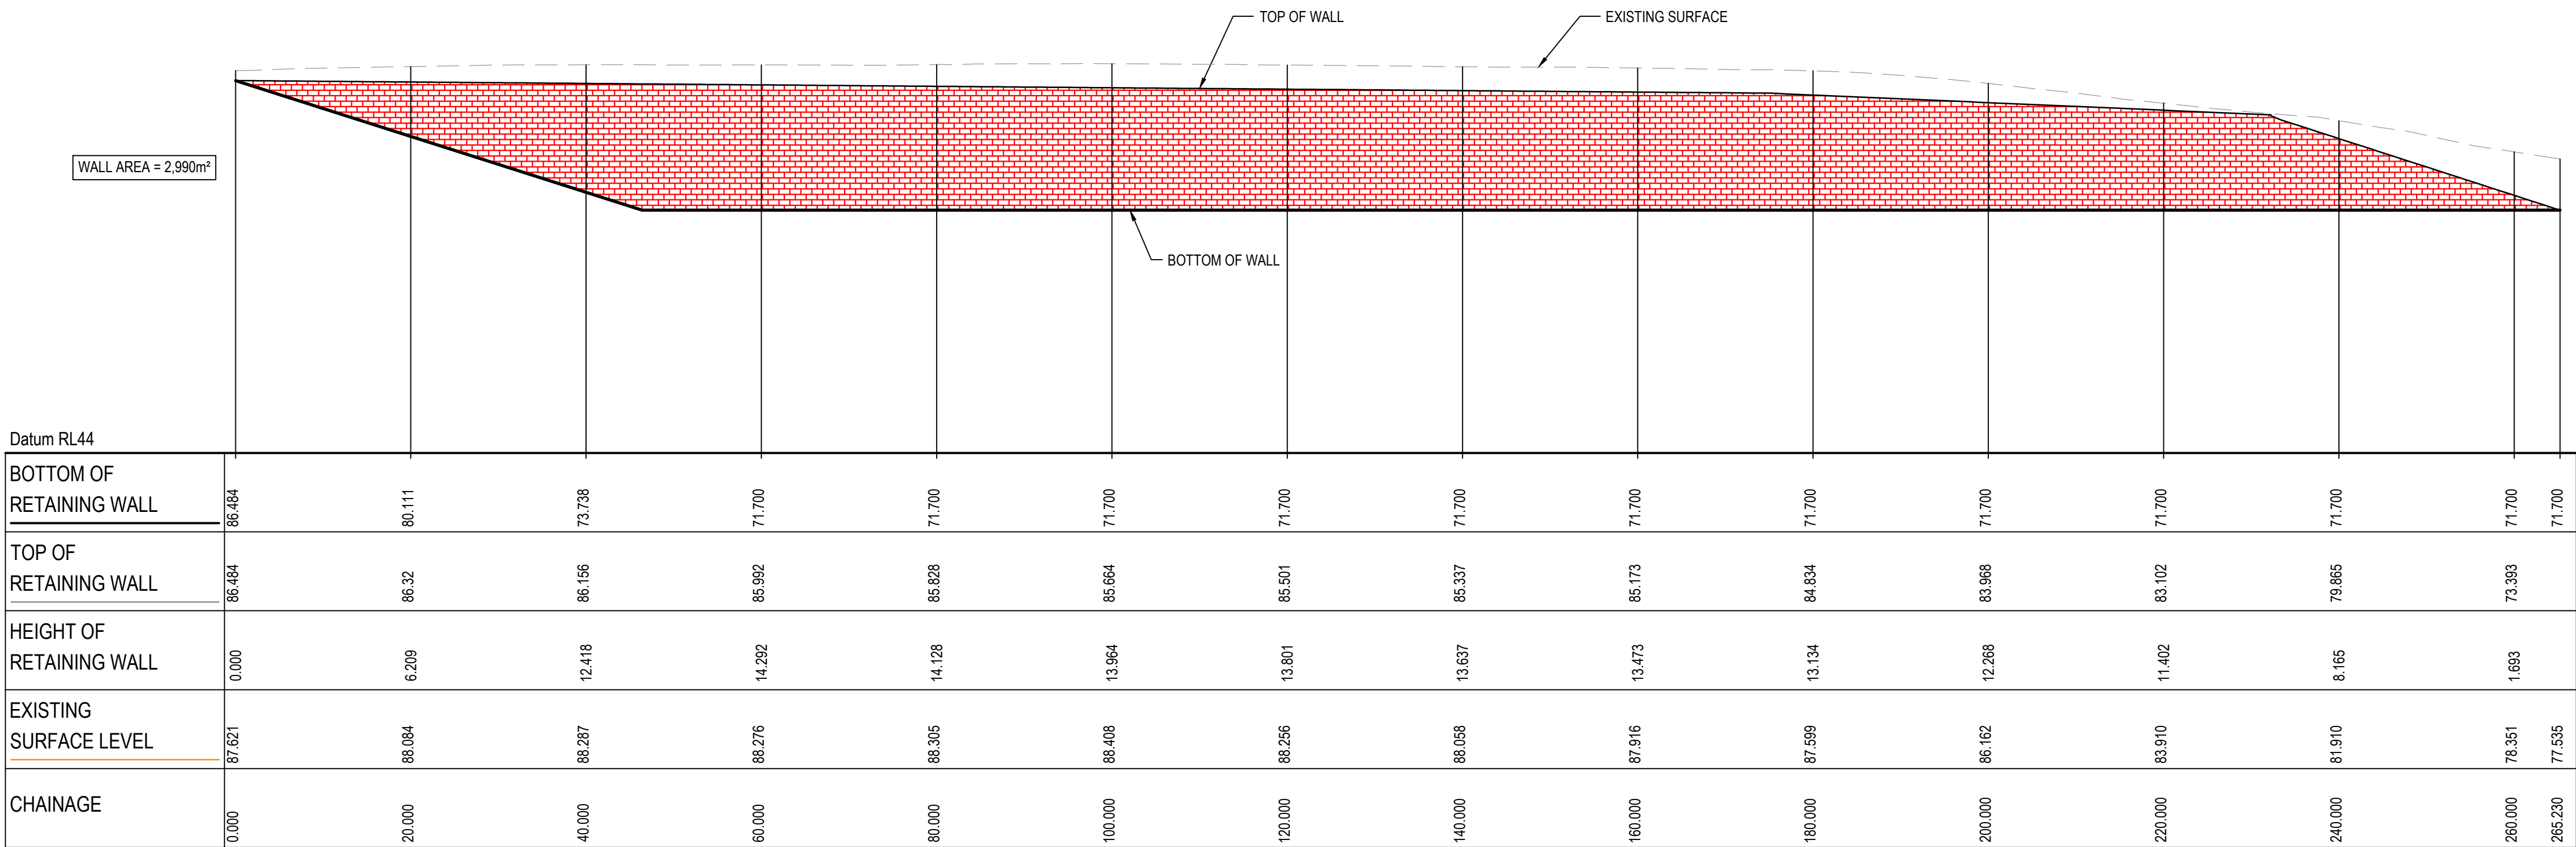 TOP OF WALL
EXISTING SURFACE
WALL AREA = 2,990m²
BOTTOM OF WALL
Datum RL44
BOTTOM OF
RETAINING WALL
86.484 80.111 73.738 71.700 71.700 71.700 71.700 71.700 71.700 71.700 71.700 71.700 71.700 71.700 71.700
TOP OF
RETAINING WALL
86.484 86.32 86.156 85.992 85.828 85.664 85.501 85.337 85.173 84.834 83.968 83.102 79.865 73.393
HEIGHT OF
RETAINING WALL
0.000 6.209 12.418 14.292 14.128 13.964 13.801 13.637 13.473 13.134 12.268 11.402 8.165 1.693
EXISTING
SURFACE LEVEL
87.621 88.084 88.287 88.276 88.305 88.408 88.256 88.058 87.916 87.599 86.162 83.910 81.910 78.351 77.535
CHAINAGE
0.000 20.000 40.000 60.000 80.000 100.000 120.000 140.000 160.000 180.000 200.000 220.000 240.000 260.000 265.230